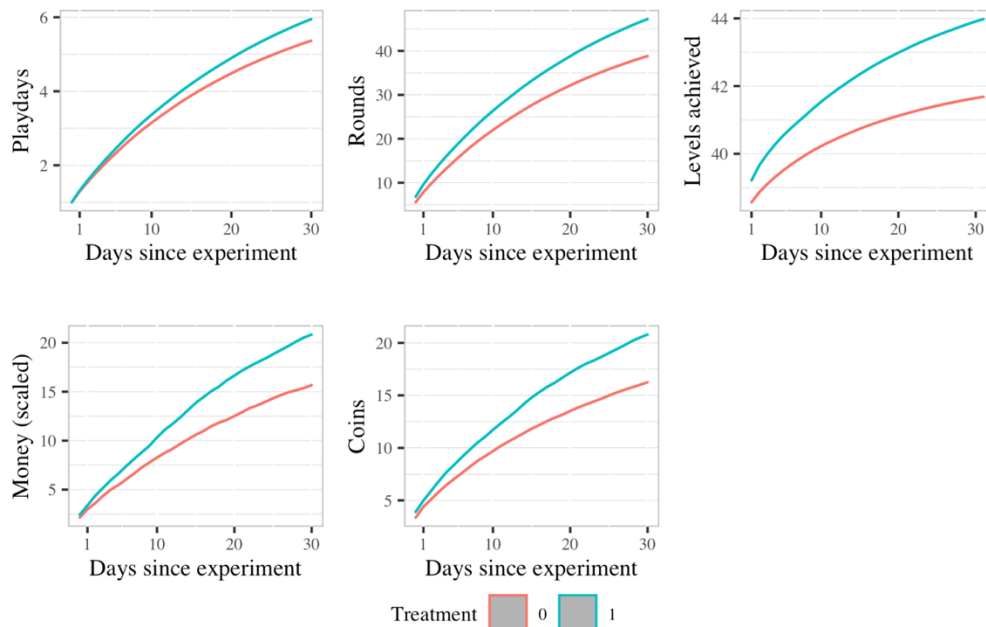 Playdays
6
4
2
1 10 20 30
Days since experiment
Rounds
40
30
20
10
1 10 20 30
Days since experiment
Levels achieved
44
42
40
1 10 20 30
Days since experiment
Money (scaled)
20
15
10
5
1 10 20 30
Days since experiment
Coins
20
15
10
5
1 10 20 30
Days since experiment
Treatment 0 1